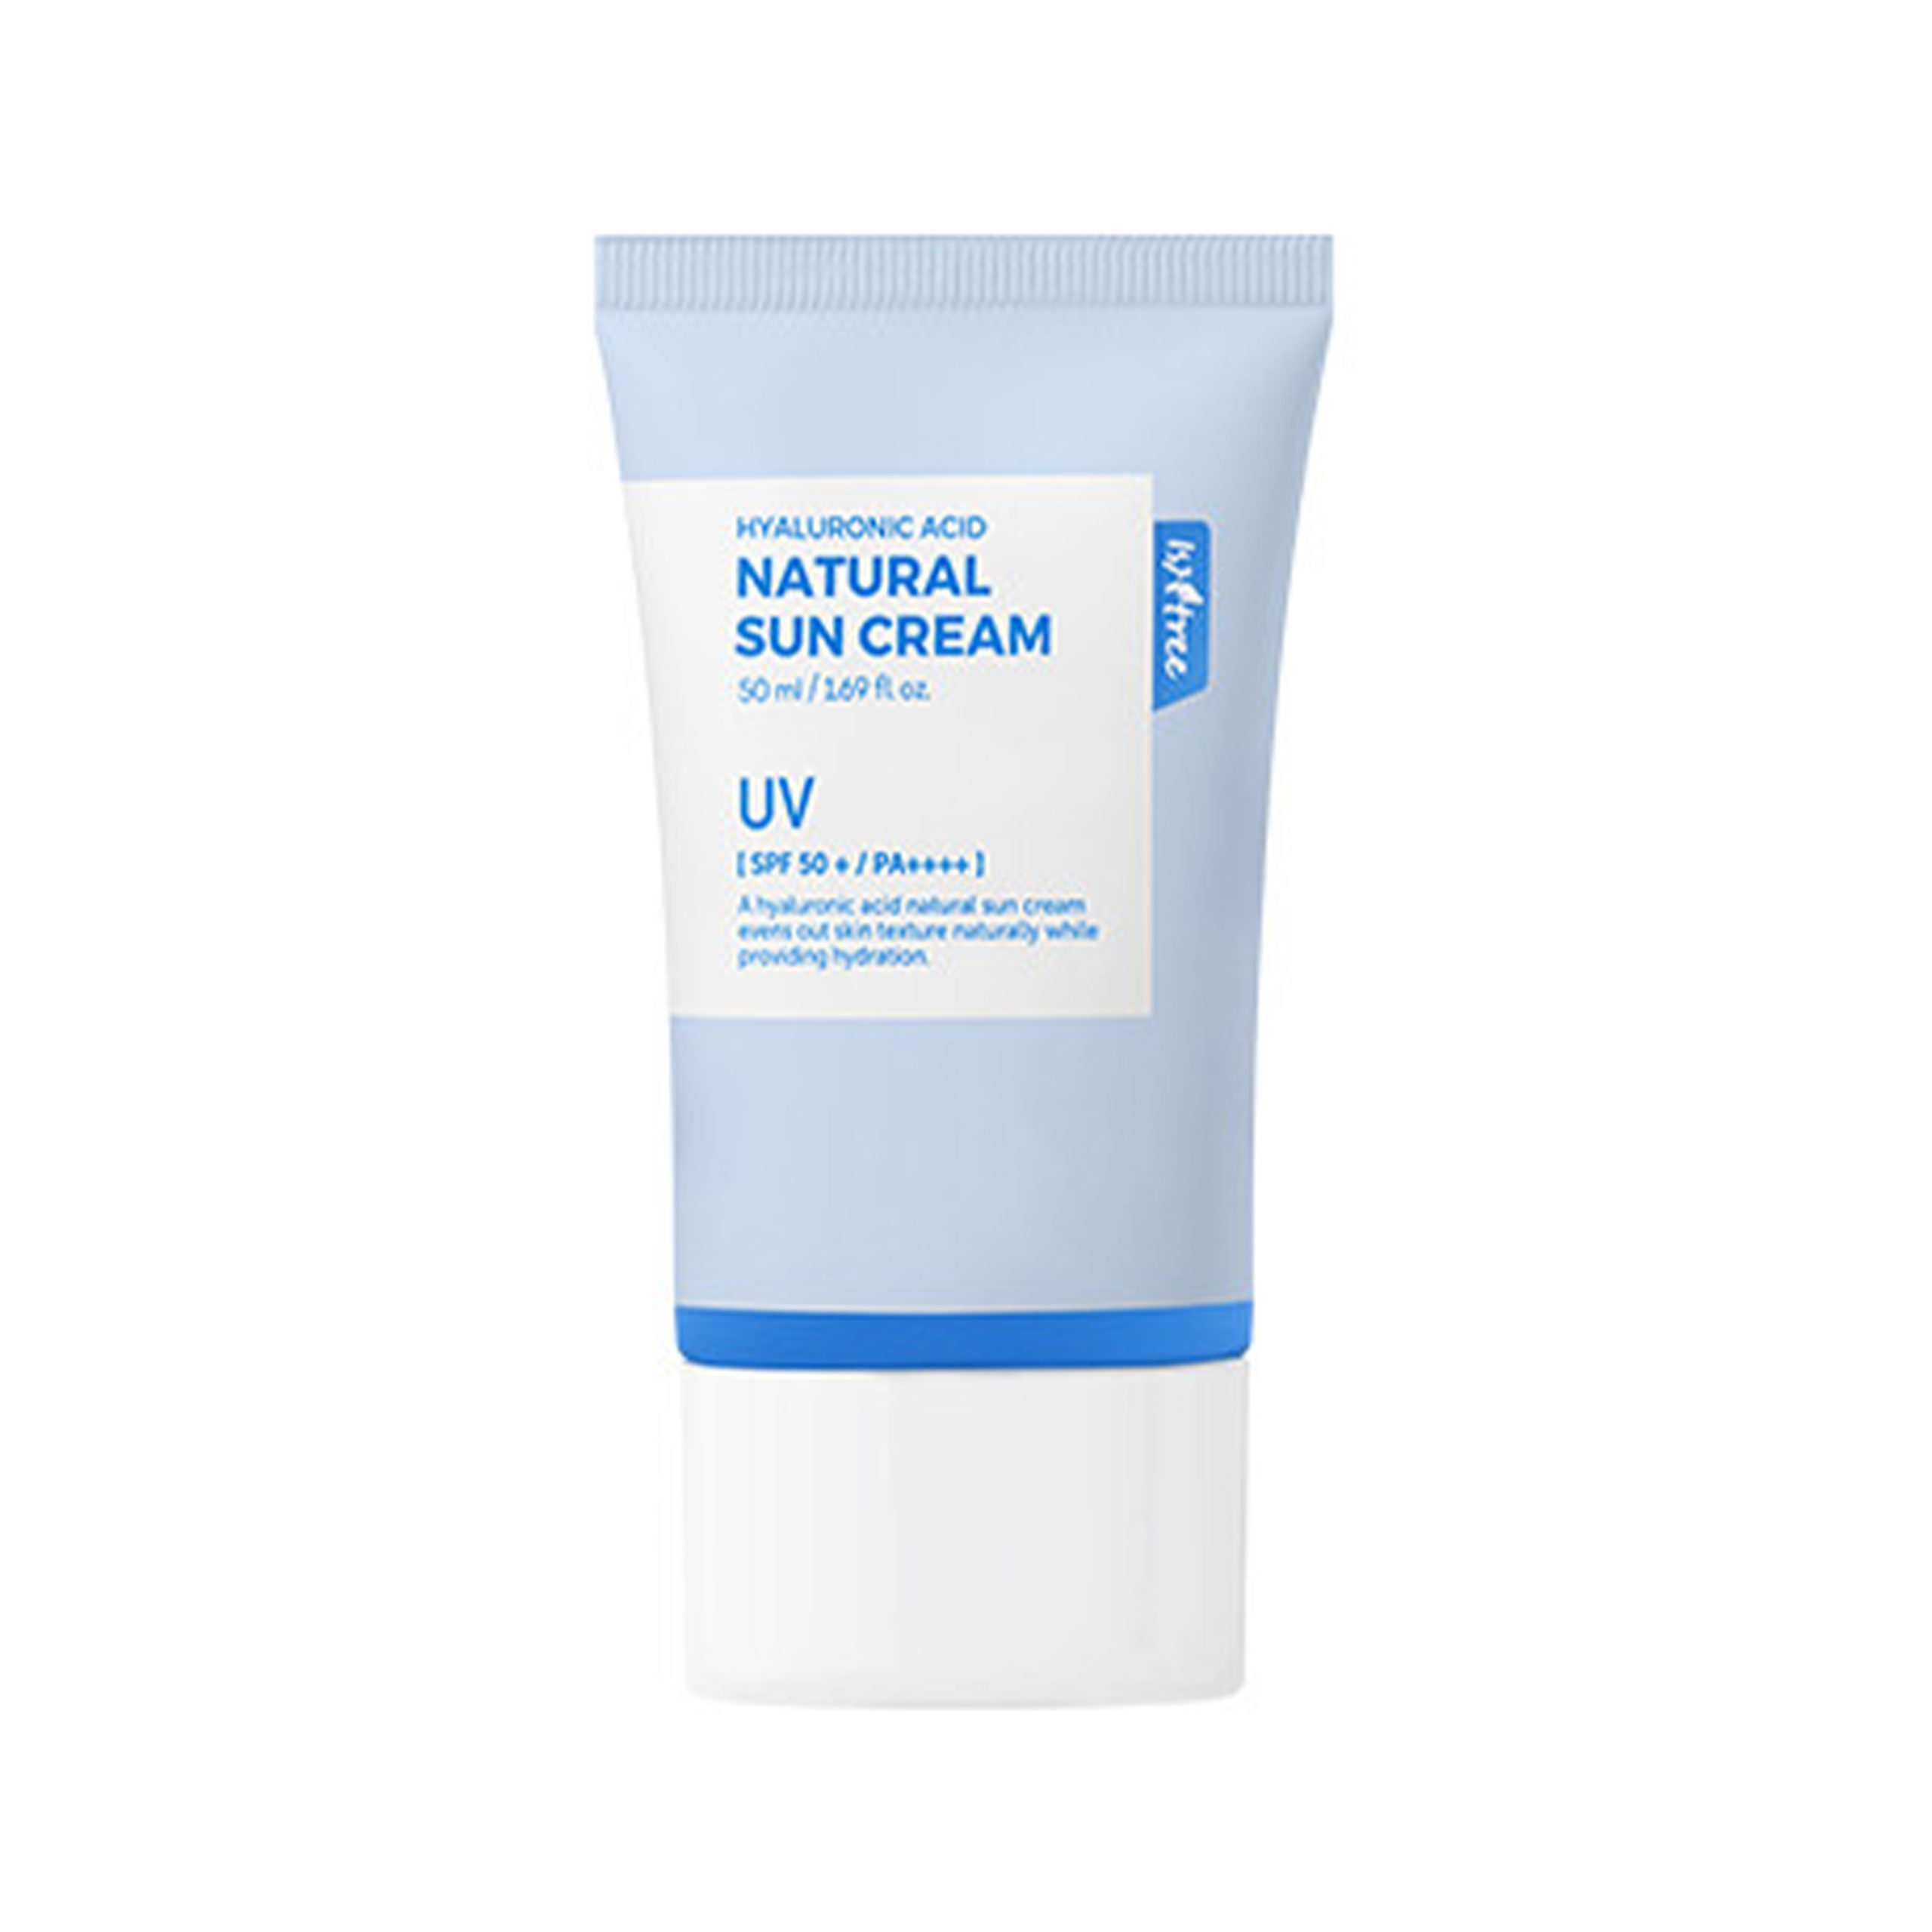 HYALURONIC ACID
NATURAL
SUN CREAM
50 ml / 1.69 fl. oz.
isNtree
UV
[ SPF 50 + / PA++++ ]
A hyaluronic acid natural sun cream
evens out skin texture naturally while
providing hydration.